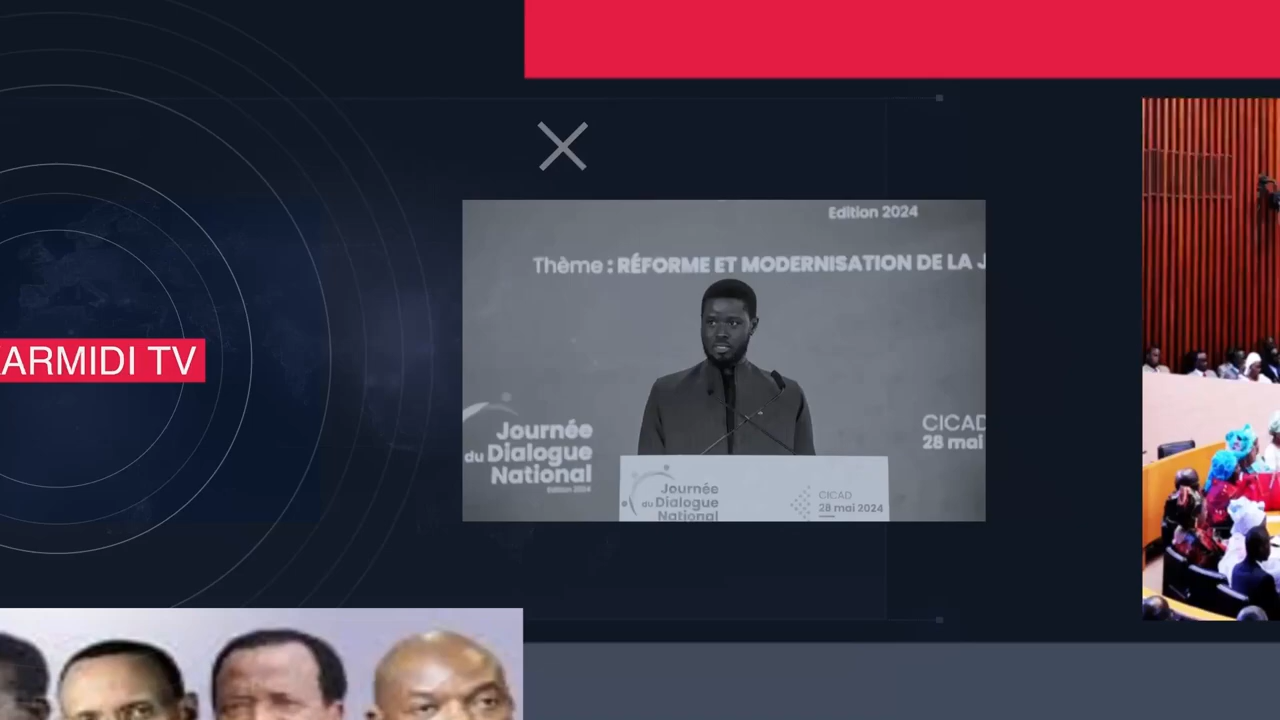 ARMIDI TV
Edition 2024
Thème : RÉFORME ET MODERNISATION DE LA J
Journée
du Dialogue
National
Edition 2024
CICAD
28 mai
Journée
du Dialogue
National
CICAD
28 mai 2024